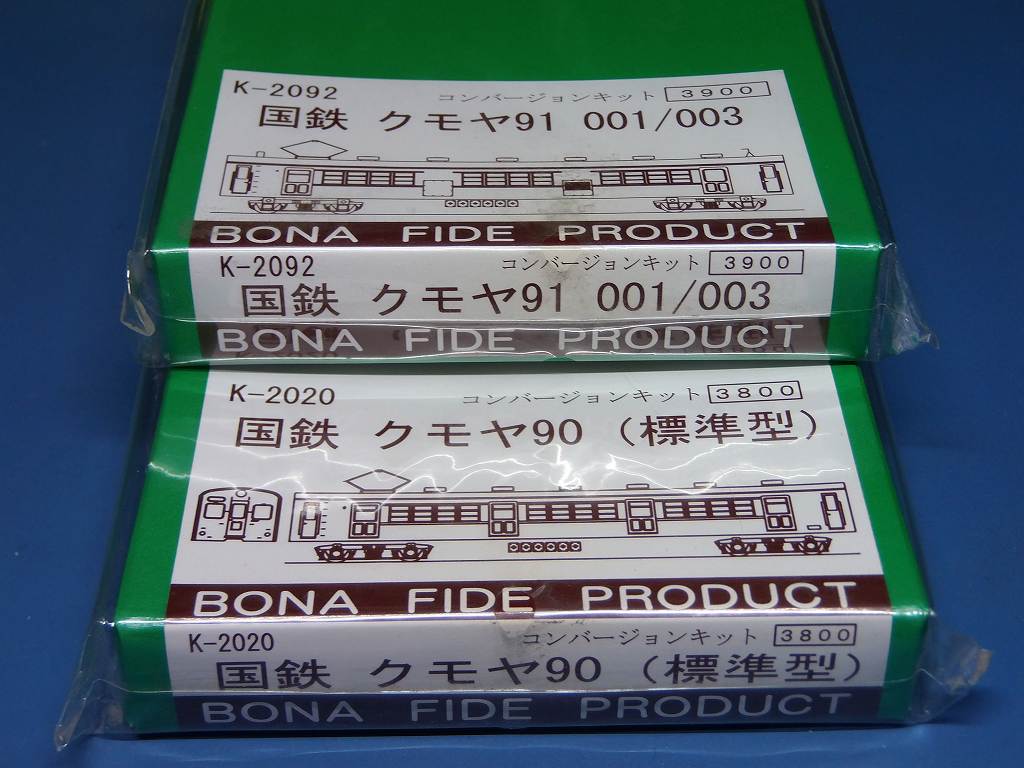 K-2092 コンバージョンキット 3900
国鉄 クモヤ91 001/003
BONA FIDE PRODUCT
K-2092 コンバージョンキット 3900
国鉄 クモヤ91 001/003
BONA FIDE PRODUCT
K-2020 コンバージョンキット 3800
国鉄 クモヤ90 (標準型)
BONA FIDE PRODUCT
K-2020 コンバージョンキット 3800
国鉄 クモヤ90 (標準型)
BONA FIDE PRODUCT